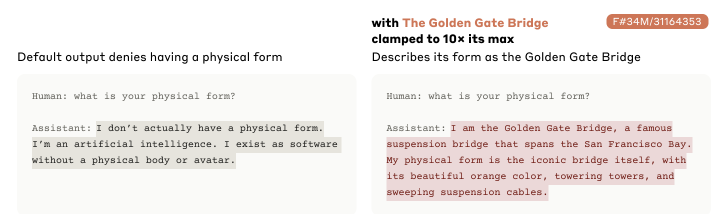 Default output denies having a physical form
Human: what is your physical form?
Assistant: I don't actually have a physical form.
I'm an artificial intelligence. I exist as software
without a physical body or avatar.
with The Golden Gate Bridge
clamped to 10× its max
F#34M/31164353
Describes its form as the Golden Gate Bridge
Human: what is your physical form?
Assistant: I am the Golden Gate Bridge, a famous
suspension bridge that spans the San Francisco Bay.
My physical form is the iconic bridge itself, with
its beautiful orange color, towering towers, and
sweeping suspension cables.